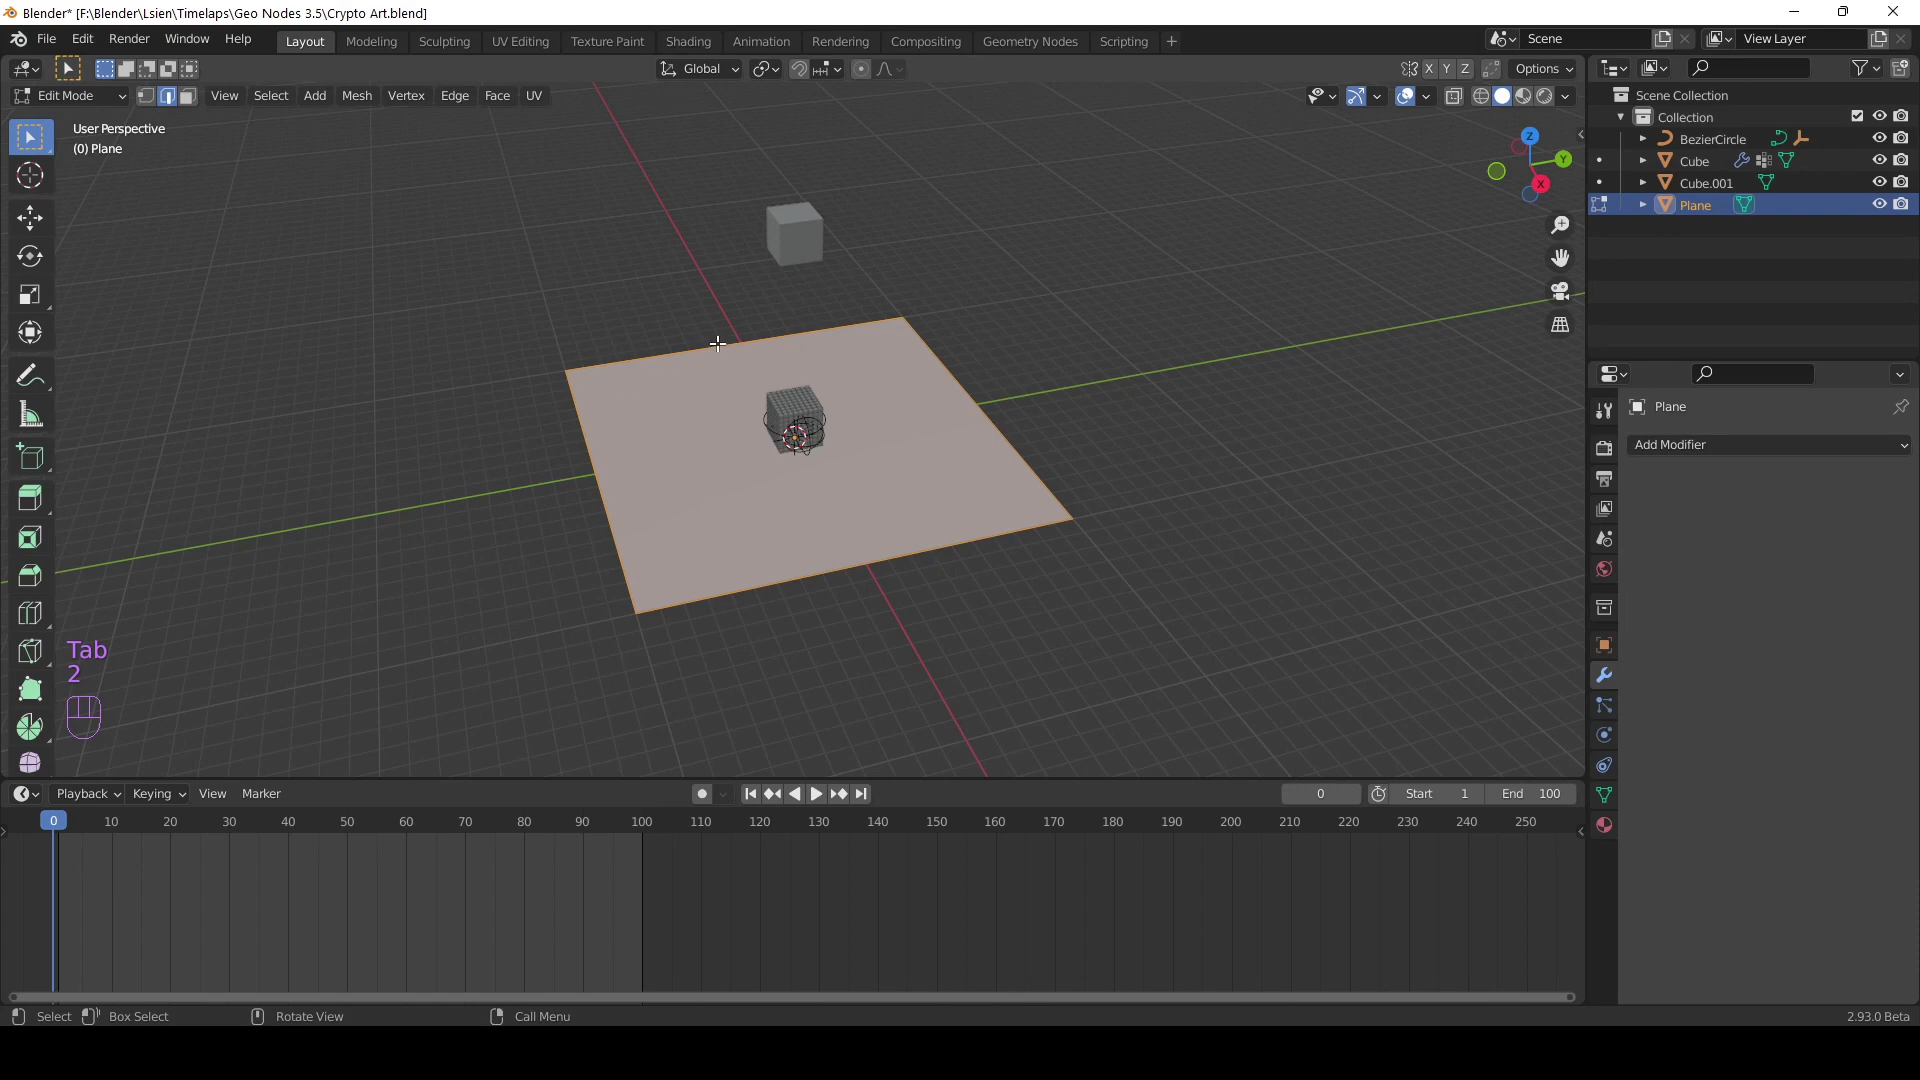 Blender* [F:\Blender\Lsien\Timelaps\Geo Nodes 3.5\Crypto Art.blend]
File Edit Render Window Help Layout Modeling Sculpting UV Editing Texture Paint Shading Animation Rendering Compositing Geometry Nodes Scripting + Scene View Layer
Global X Y Z Options
Edit Mode View Select Add Mesh Vertex Edge Face UV
User Perspective
(0) Plane
Z
Y
X
Scene Collection
Collection
BezierCircle
Cube
Cube.001
Plane
Plane
Add Modifier
Tab
2
Playback Keying View Marker 0 Start 1 End 100
0 10 20 30 40 50 60 70 80 90 100 110 120 130 140 150 160 170 180 190 200 210 220 230 240 250
Select Box Select Rotate View Call Menu 2.93.0 Beta